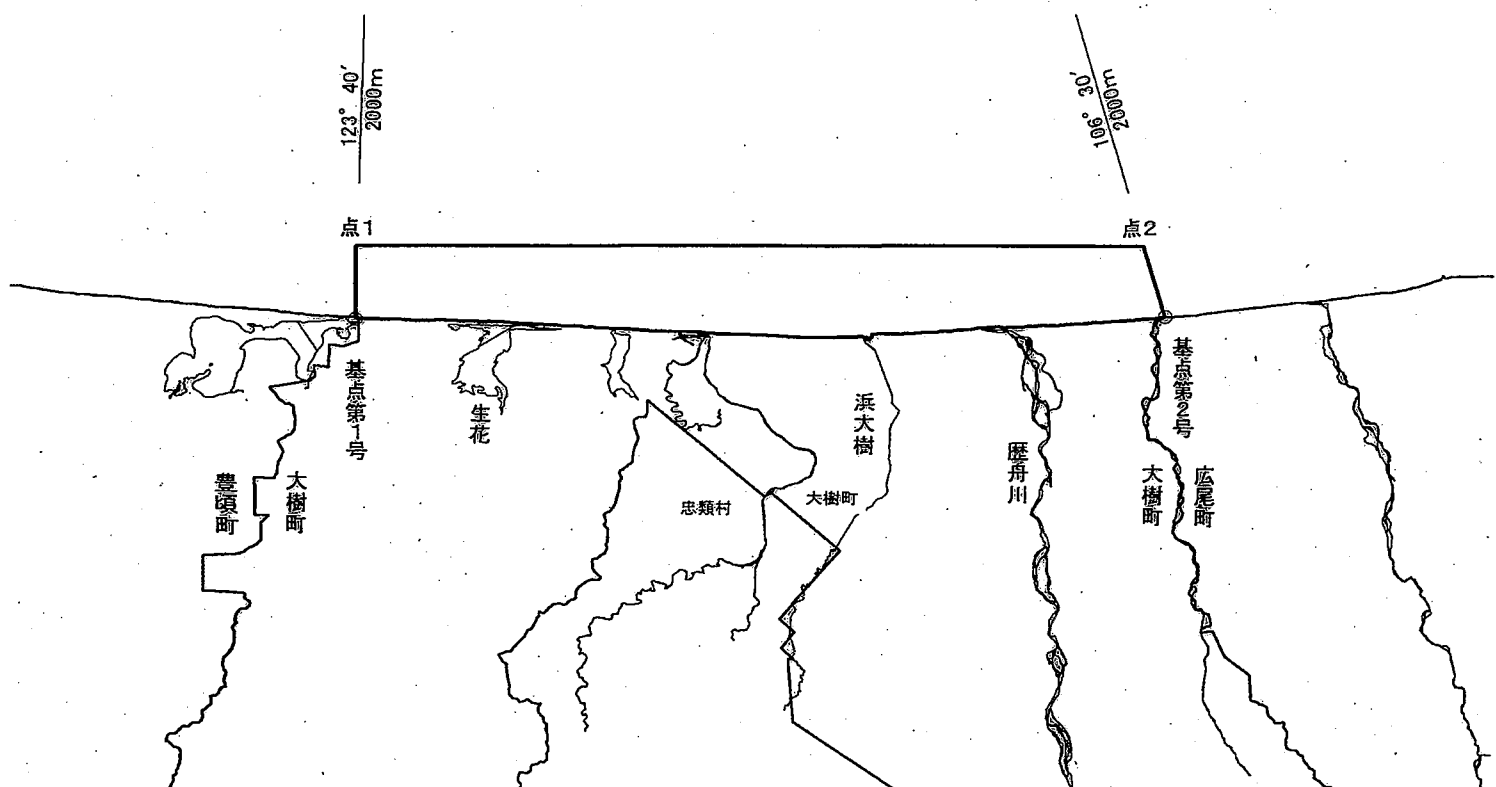 123° 40′
2000m
106° 30′
2000m
点1
点2
基点第1号
生花
浜大樹
歴舟川
基点第2号
豊頃町
大樹町
忠類村
大樹町
大樹町
広尾町